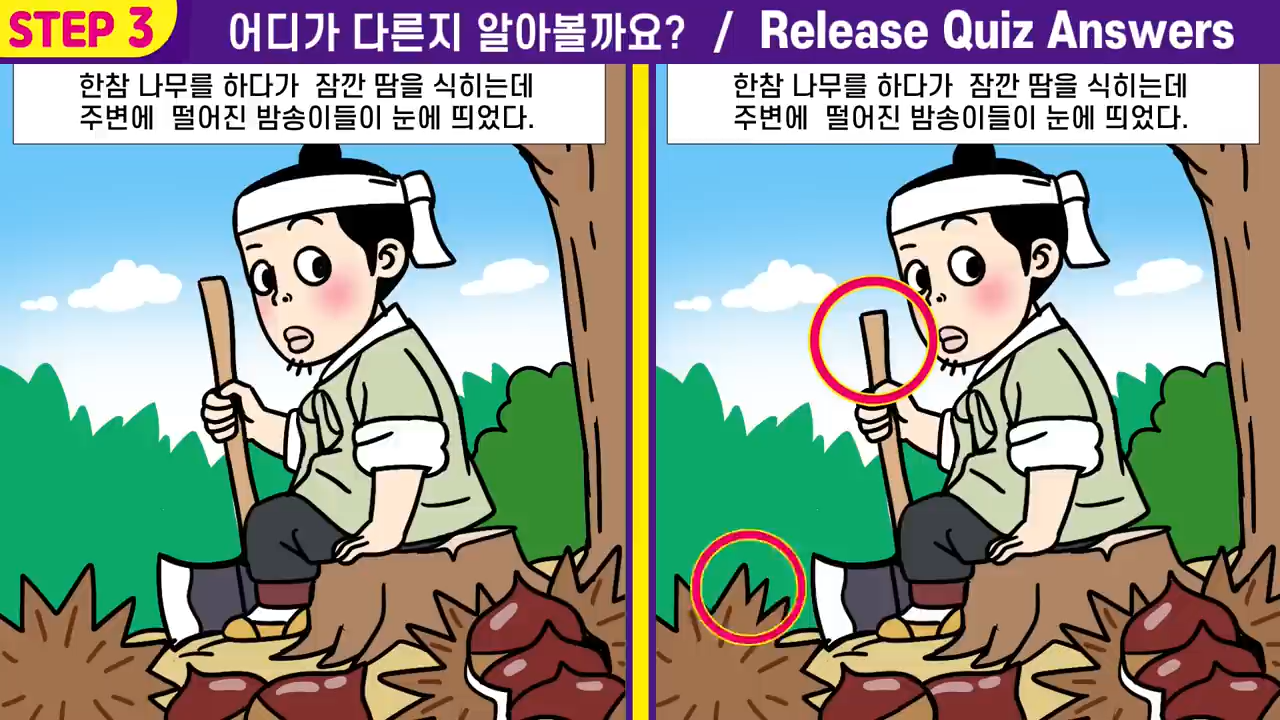 STEP 3
어디가 다른지 알아볼까요? / Release Quiz Answers
한참 나무를 하다가 잠깐 땀을 식히는데
주변에 떨어진 밤송이들이 눈에 띄었다.
한참 나무를 하다가 잠깐 땀을 식히는데
주변에 떨어진 밤송이들이 눈에 띄었다.